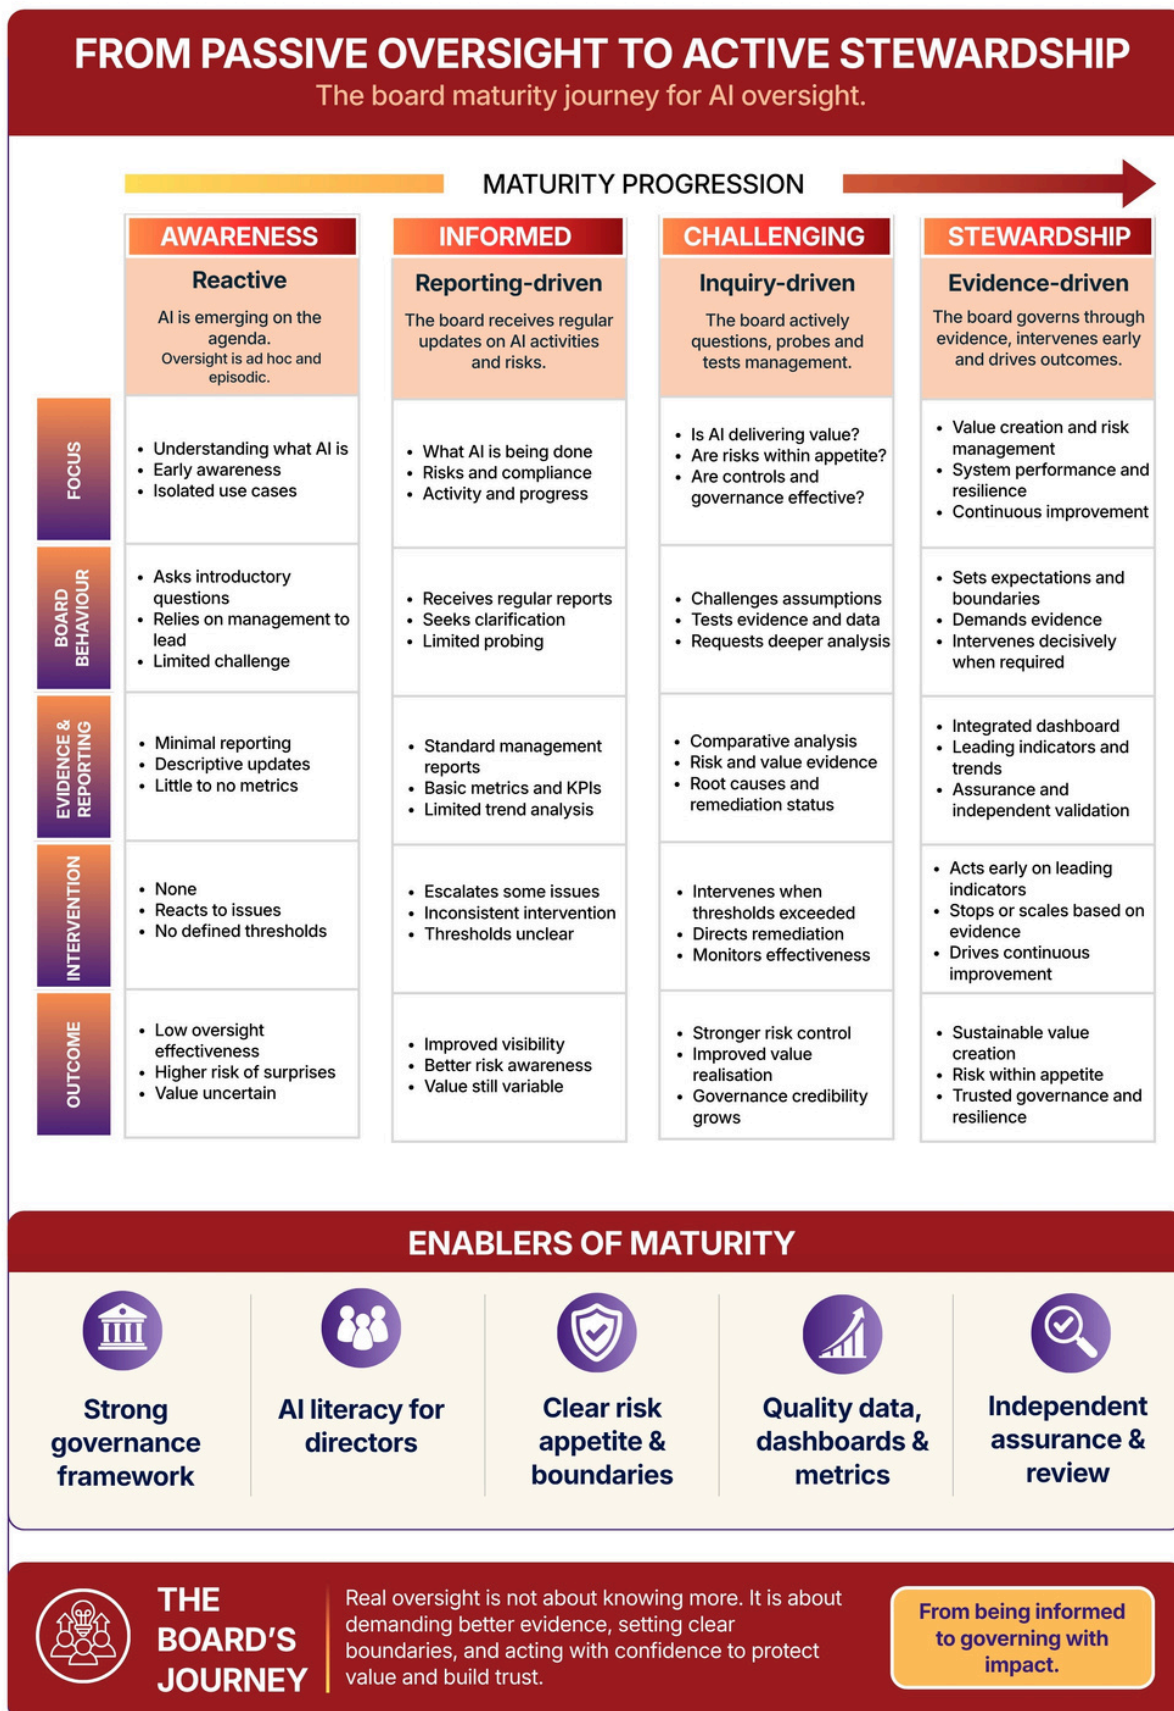 FROM PASSIVE OVERSIGHT TO ACTIVE STEWARDSHIP
The board maturity journey for AI oversight.
MATURITY PROGRESSION
AWARENESS
Reactive
AI is emerging on the
agenda.
Oversight is ad hoc and
episodic.
INFORMED
Reporting-driven
The board receives regular
updates on AI activities
and risks.
CHALLENGING
Inquiry-driven
The board actively
questions, probes and
tests management.
STEWARDSHIP
Evidence-driven
The board governs through
evidence, intervenes early
and drives outcomes.
FOCUS
• Understanding what AI is
• Early awareness
• Isolated use cases
• What AI is being done
• Risks and compliance
• Activity and progress
• Is AI delivering value?
• Are risks within appetite?
• Are controls and
governance effective?
• Value creation and risk
management
• System performance and
resilience
• Continuous improvement
BOARD
BEHAVIOUR
• Asks introductory
questions
• Relies on management to
lead
• Limited challenge
• Receives regular reports
• Seeks clarification
• Limited probing
• Challenges assumptions
• Tests evidence and data
• Requests deeper analysis
• Sets expectations and
boundaries
• Demands evidence
• Intervenes decisively
when required
EVIDENCE &
REPORTING
• Minimal reporting
• Descriptive updates
• Little to no metrics
• Standard management
reports
• Basic metrics and KPIs
• Limited trend analysis
• Comparative analysis
• Risk and value evidence
• Root causes and
remediation status
• Integrated dashboard
• Leading indicators and
trends
• Assurance and
independent validation
INTERVENTION
• None
• Reacts to issues
• No defined thresholds
• Escalates some issues
• Inconsistent intervention
• Thresholds unclear
• Intervenes when
thresholds exceeded
• Directs remediation
• Monitors effectiveness
• Acts early on leading
indicators
• Stops or scales based on
evidence
• Drives continuous
improvement
OUTCOME
• Low oversight
effectiveness
• Higher risk of surprises
• Value uncertain
• Improved visibility
• Better risk awareness
• Value still variable
• Stronger risk control
• Improved value
realisation
• Governance credibility
grows
• Sustainable value
creation
• Risk within appetite
• Trusted governance and
resilience
ENABLERS OF MATURITY
Strong
governance
framework
AI literacy for
directors
Clear risk
appetite &
boundaries
Quality data,
dashboards &
metrics
Independent
assurance &
review
THE
BOARD'S
JOURNEY
Real oversight is not about knowing more. It is about
demanding better evidence, setting clear
boundaries, and acting with confidence to protect
value and build trust.
From being informed
to governing with
impact.